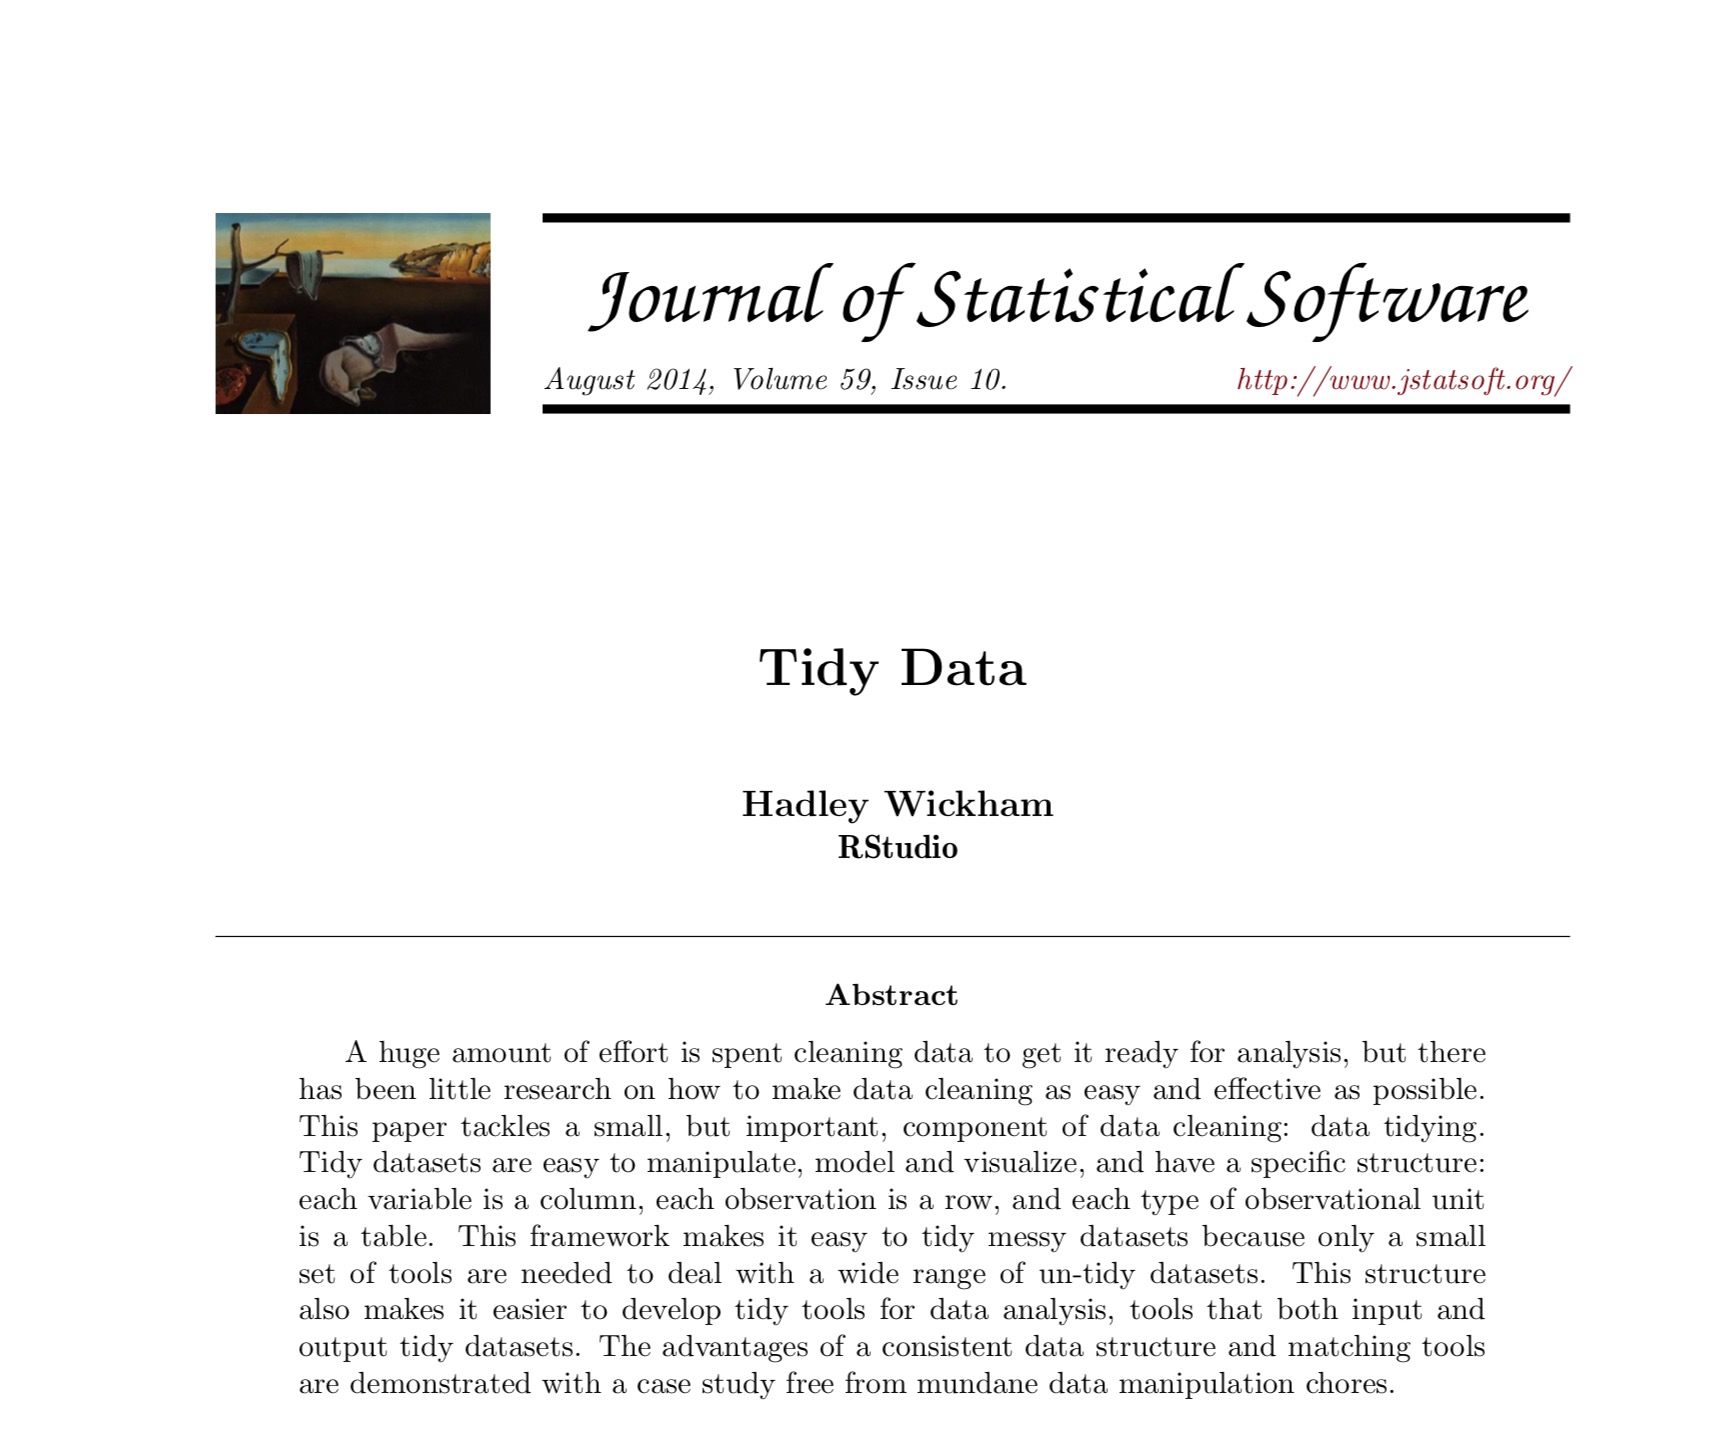 Journal of Statistical Software
August 2014, Volume 59, Issue 10. http://www.jstatsoft.org/
Tidy Data
Hadley Wickham
RStudio
Abstract
A huge amount of effort is spent cleaning data to get it ready for analysis, but there
has been little research on how to make data cleaning as easy and effective as possible.
This paper tackles a small, but important, component of data cleaning: data tidying.
Tidy datasets are easy to manipulate, model and visualize, and have a specific structure:
each variable is a column, each observation is a row, and each type of observational unit
is a table. This framework makes it easy to tidy messy datasets because only a small
set of tools are needed to deal with a wide range of un-tidy datasets. This structure
also makes it easier to develop tidy tools for data analysis, tools that both input and
output tidy datasets. The advantages of a consistent data structure and matching tools
are demonstrated with a case study free from mundane data manipulation chores.